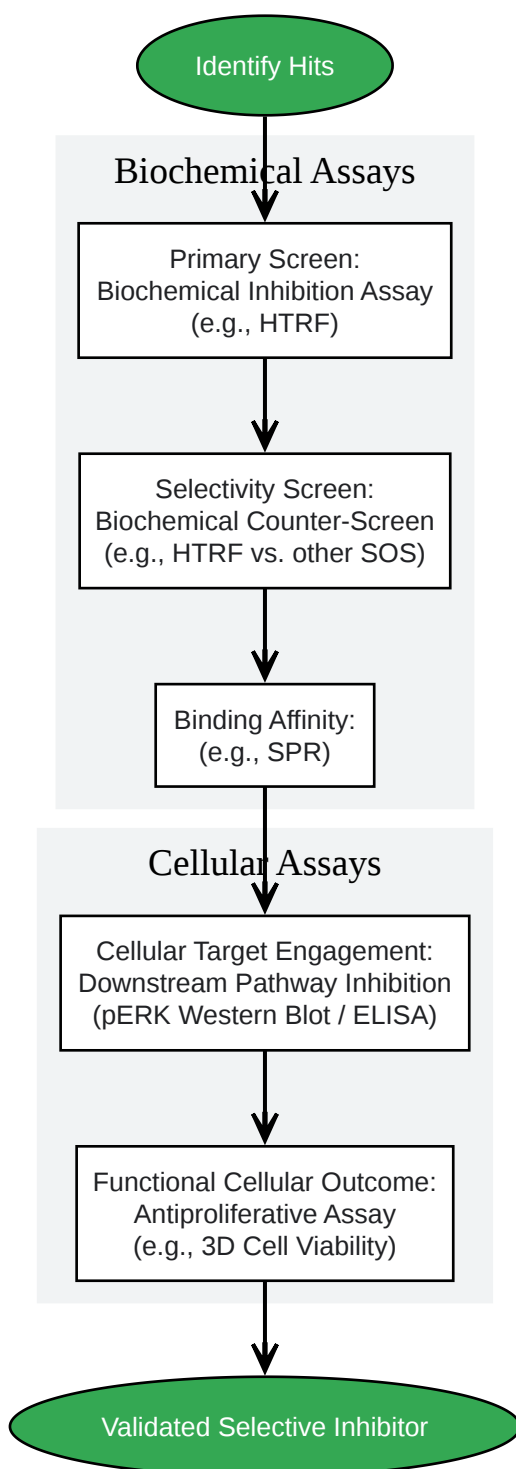 Identify Hits
Biochemical Assays
Primary Screen:
Biochemical Inhibition Assay
(e.g., HTRF)
Selectivity Screen:
Biochemical Counter-Screen
(e.g., HTRF vs. other SOS)
Binding Affinity:
(e.g., SPR)
Cellular Assays
Cellular Target Engagement:
Downstream Pathway Inhibition
(pERK Western Blot / ELISA)
Functional Cellular Outcome:
Antiproliferative Assay
(e.g., 3D Cell Viability)
Validated Selective Inhibitor